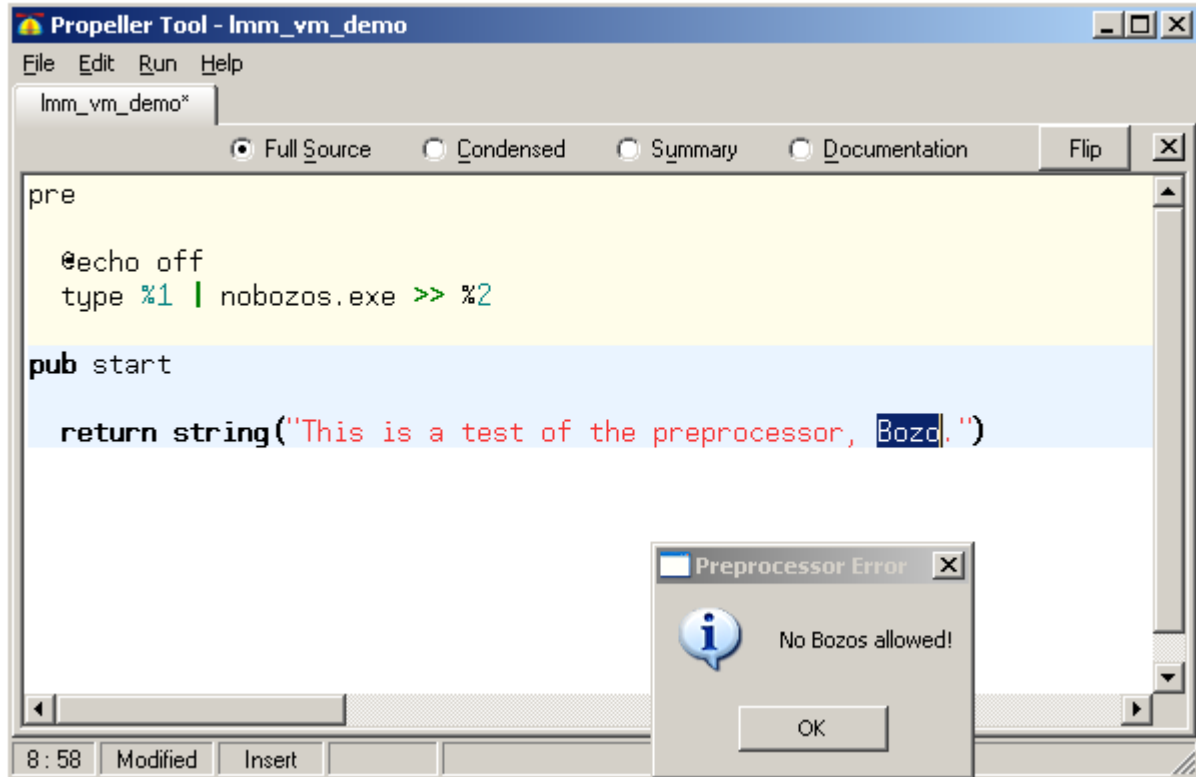 Propeller Tool - lmm_vm_demo
File Edit Run Help
lmm_vm_demo*
Full Source Condensed Summary Documentation Flip
pre
@echo off
type %1 | nobozos.exe >> %2
pub start
return string("This is a test of the preprocessor, Bozo.")
Preprocessor Error
No Bozos allowed!
OK
8 : 58 Modified Insert